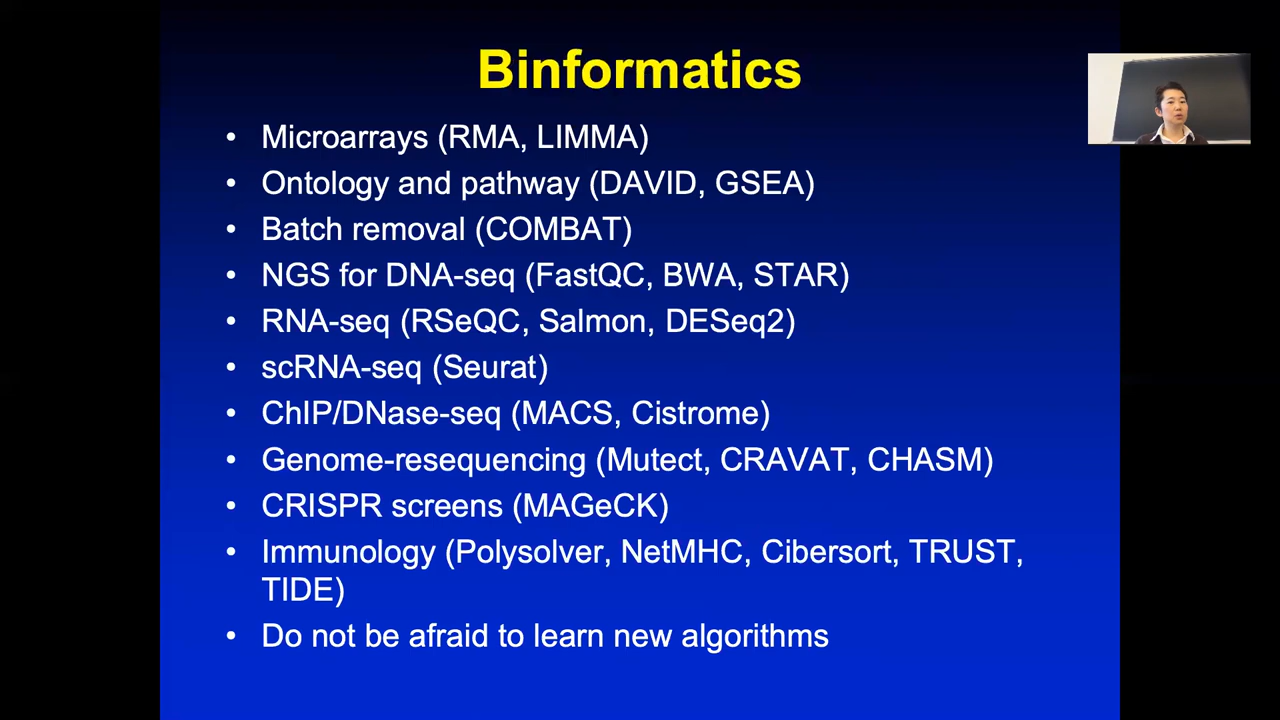 Binformatics
• Microarrays (RMA, LIMMA)
• Ontology and pathway (DAVID, GSEA)
• Batch removal (COMBAT)
• NGS for DNA-seq (FastQC, BWA, STAR)
• RNA-seq (RSeQC, Salmon, DESeq2)
• scRNA-seq (Seurat)
• ChIP/DNase-seq (MACS, Cistrome)
• Genome-resequencing (Mutect, CRAVAT, CHASM)
• CRISPR screens (MAGeCK)
• Immunology (Polysolver, NetMHC, Cibersort, TRUST,
TIDE)
• Do not be afraid to learn new algorithms